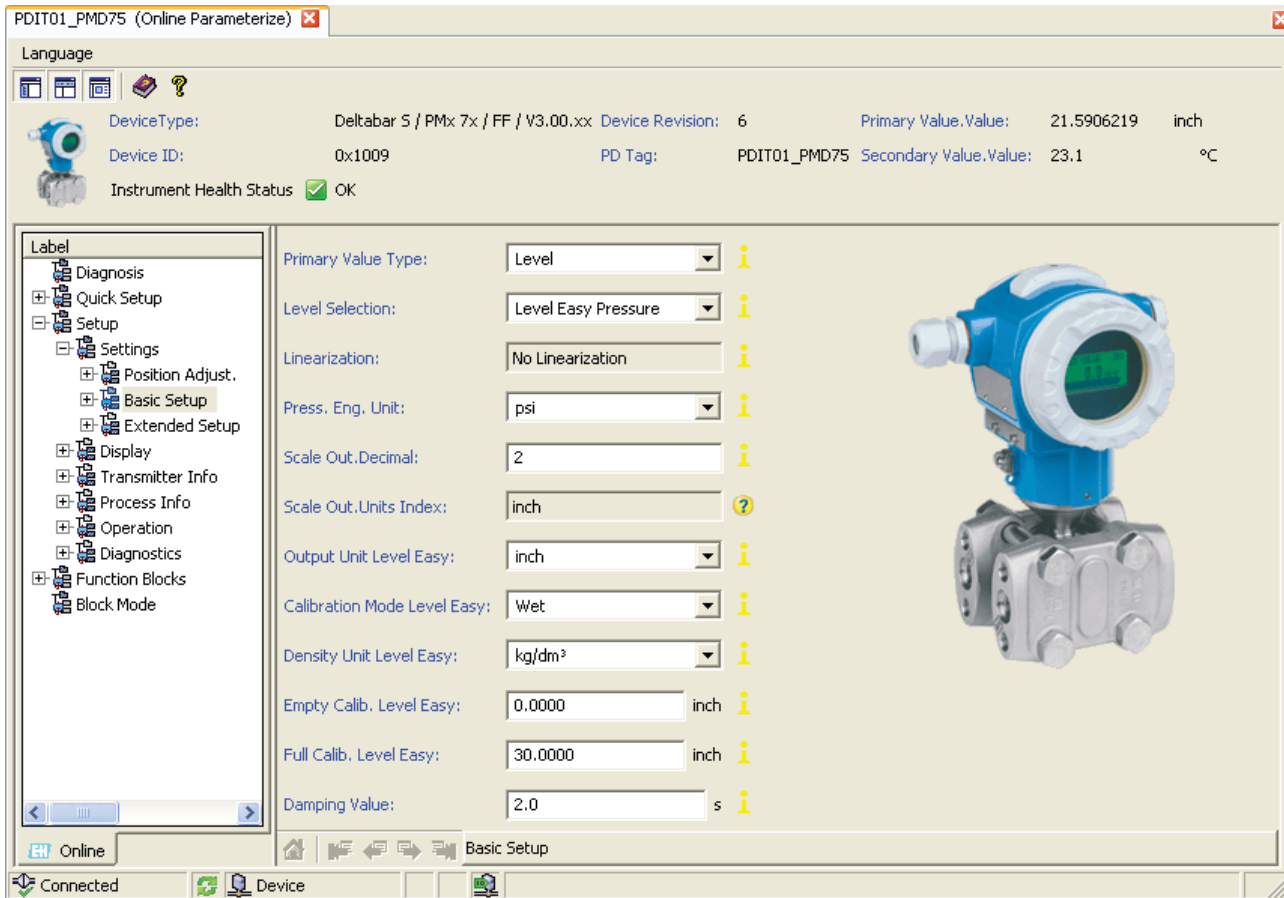 PDIT01_PMD75 (Online Parameterize)
Language
DeviceType: Deltabar S / PMx 7x / FF / V3.00.xx Device Revision: 6 Primary Value.Value: 21.5906219 inch
Device ID: 0x1009 PD Tag: PDIT01_PMD75 Secondary Value.Value: 23.1 °C
Instrument Health Status OK
Label
Diagnosis
Quick Setup
Setup
Settings
Position Adjust.
Basic Setup
Extended Setup
Display
Transmitter Info
Process Info
Operation
Diagnostics
Function Blocks
Block Mode
Primary Value Type: Level
Level Selection: Level Easy Pressure
Linearization: No Linearization
Press. Eng. Unit: psi
Scale Out.Decimal: 2
Scale Out.Units Index: inch
Output Unit Level Easy: inch
Calibration Mode Level Easy: Wet
Density Unit Level Easy: kg/dm³
Empty Calib. Level Easy: 0.0000 inch
Full Calib. Level Easy: 30.0000 inch
Damping Value: 2.0 s
Online
Basic Setup
Connected Device